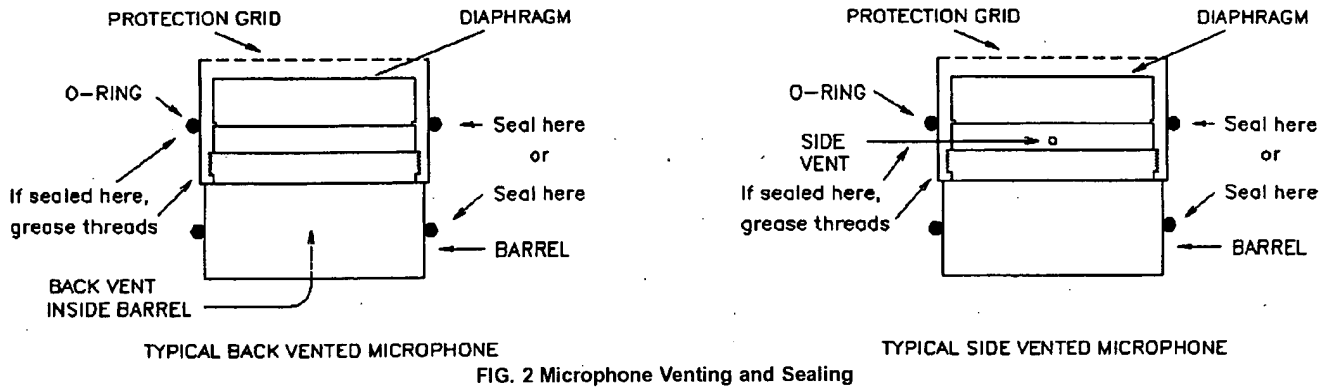 PROTECTION GRID
DIAPHRAGM
O-RING
Seal here
or
Seal here
If sealed here,
grease threads
BARREL
BACK VENT
INSIDE BARREL
TYPICAL BACK VENTED MICROPHONE
PROTECTION GRID
DIAPHRAGM
O-RING
SIDE
VENT
Seal here
or
Seal here
If sealed here,
grease threads
BARREL
TYPICAL SIDE VENTED MICROPHONE
FIG. 2 Microphone Venting and Sealing